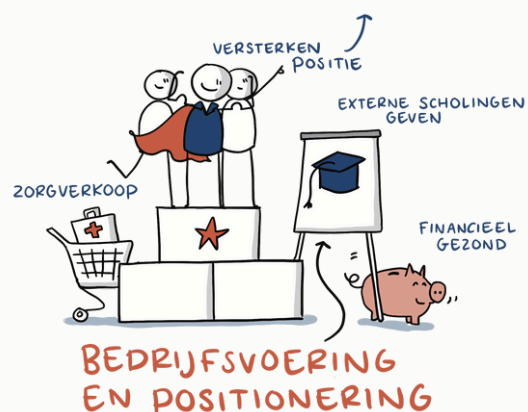 VERSTERKEN
POSITIE
EXTERNE SCHOLINGEN
GEVEN
ZORGVERKOOP
FINANCIEEL
GEZOND
BEDRIJFSVOERING
EN POSITIONERING